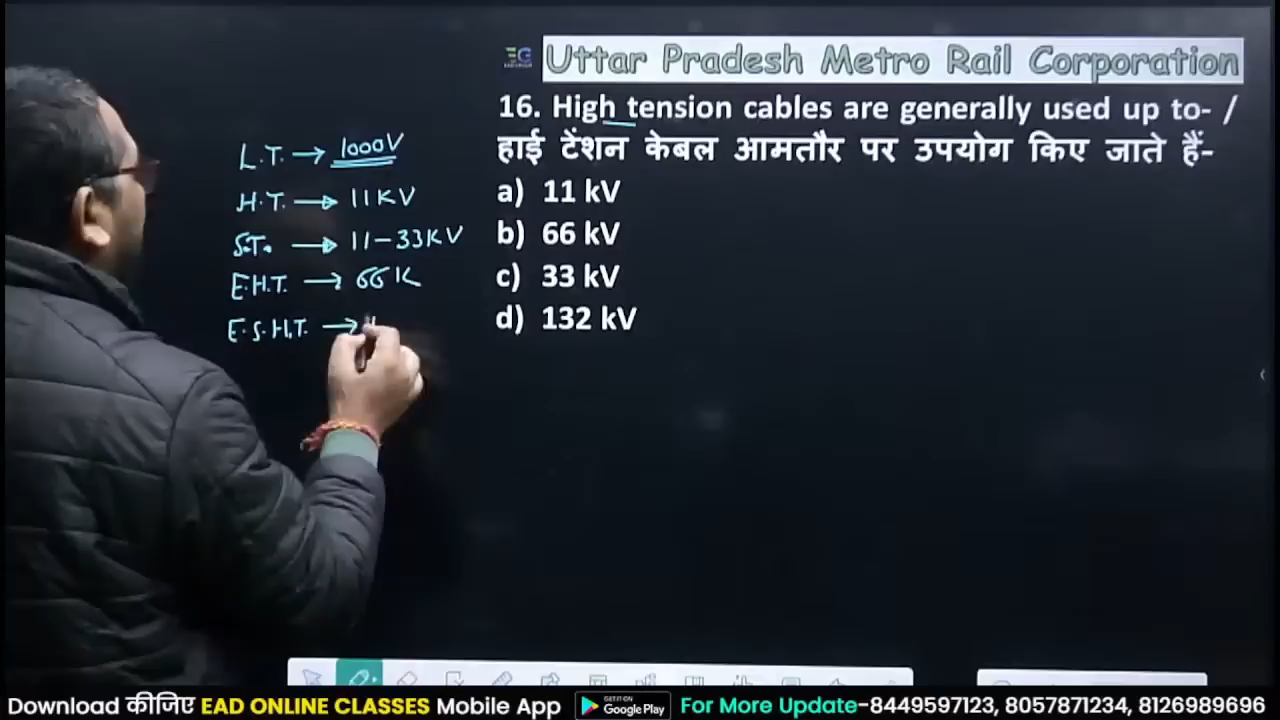 Uttar Pradesh Metro Rail Corporation
16. High tension cables are generally used up to- /
हाई टेंशन केबल आमतौर पर उपयोग किए जाते हैं-
a) 11 kV
b) 66 kV
c) 33 kV
d) 132 kV
L.T. → 1000V
H.T. → 11KV
S.T. → 11-33KV
E.H.T. → 66K
E.S.H.T. →
Download कीजिए EAD ONLINE CLASSES Mobile App
GET IT ON
Google Play
For More Update-8449597123, 8057871234, 8126989696